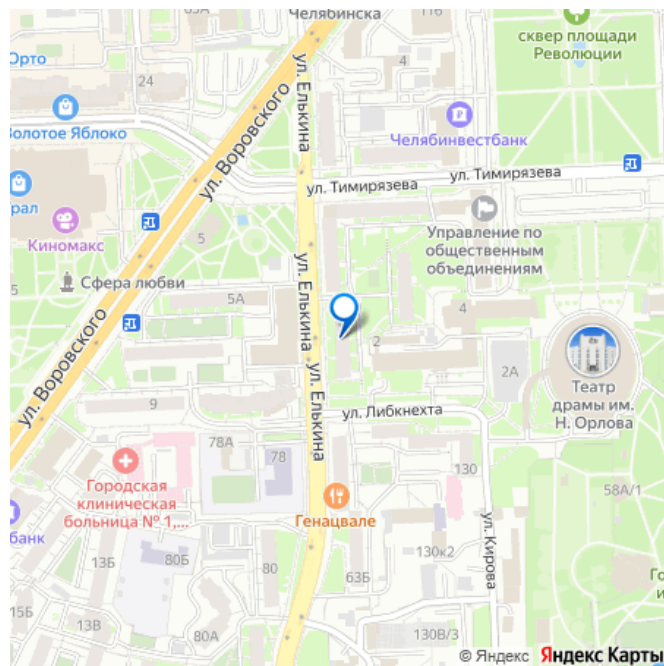 Челябинска
сквер площади
Революции
Орто
24
4
ул. Елькина
ул. Воровского
Золотое Яблоко
Челябинвестбанк
ул. Тимирязева
ул. Тимирязева
Киномакс
5
Управление по
общественным
объединениям
Сфера любви
5А
ул. Елькина
4
2
2А
ул. Воровского
ул. Елькина
Театр
драмы им.
Н. Орлова
9
ул. Либкнехта
78А
78
130
Городская
клиническая
больница № 1,...
58А/1
Генацвале
ул. Кирова
банк
13Б
80Б
80
63Б
130к2
15Б
13В
80А
130В/3
© Яндекс Яндекс Карты